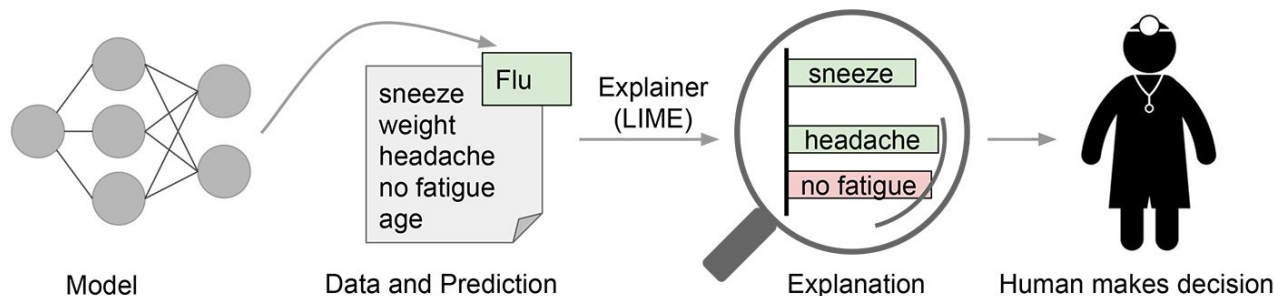 Flu
sneeze
weight
headache
no fatigue
age
Explainer
(LIME)
sneeze
headache
no fatigue
Model
Data and Prediction
Explanation
Human makes decision